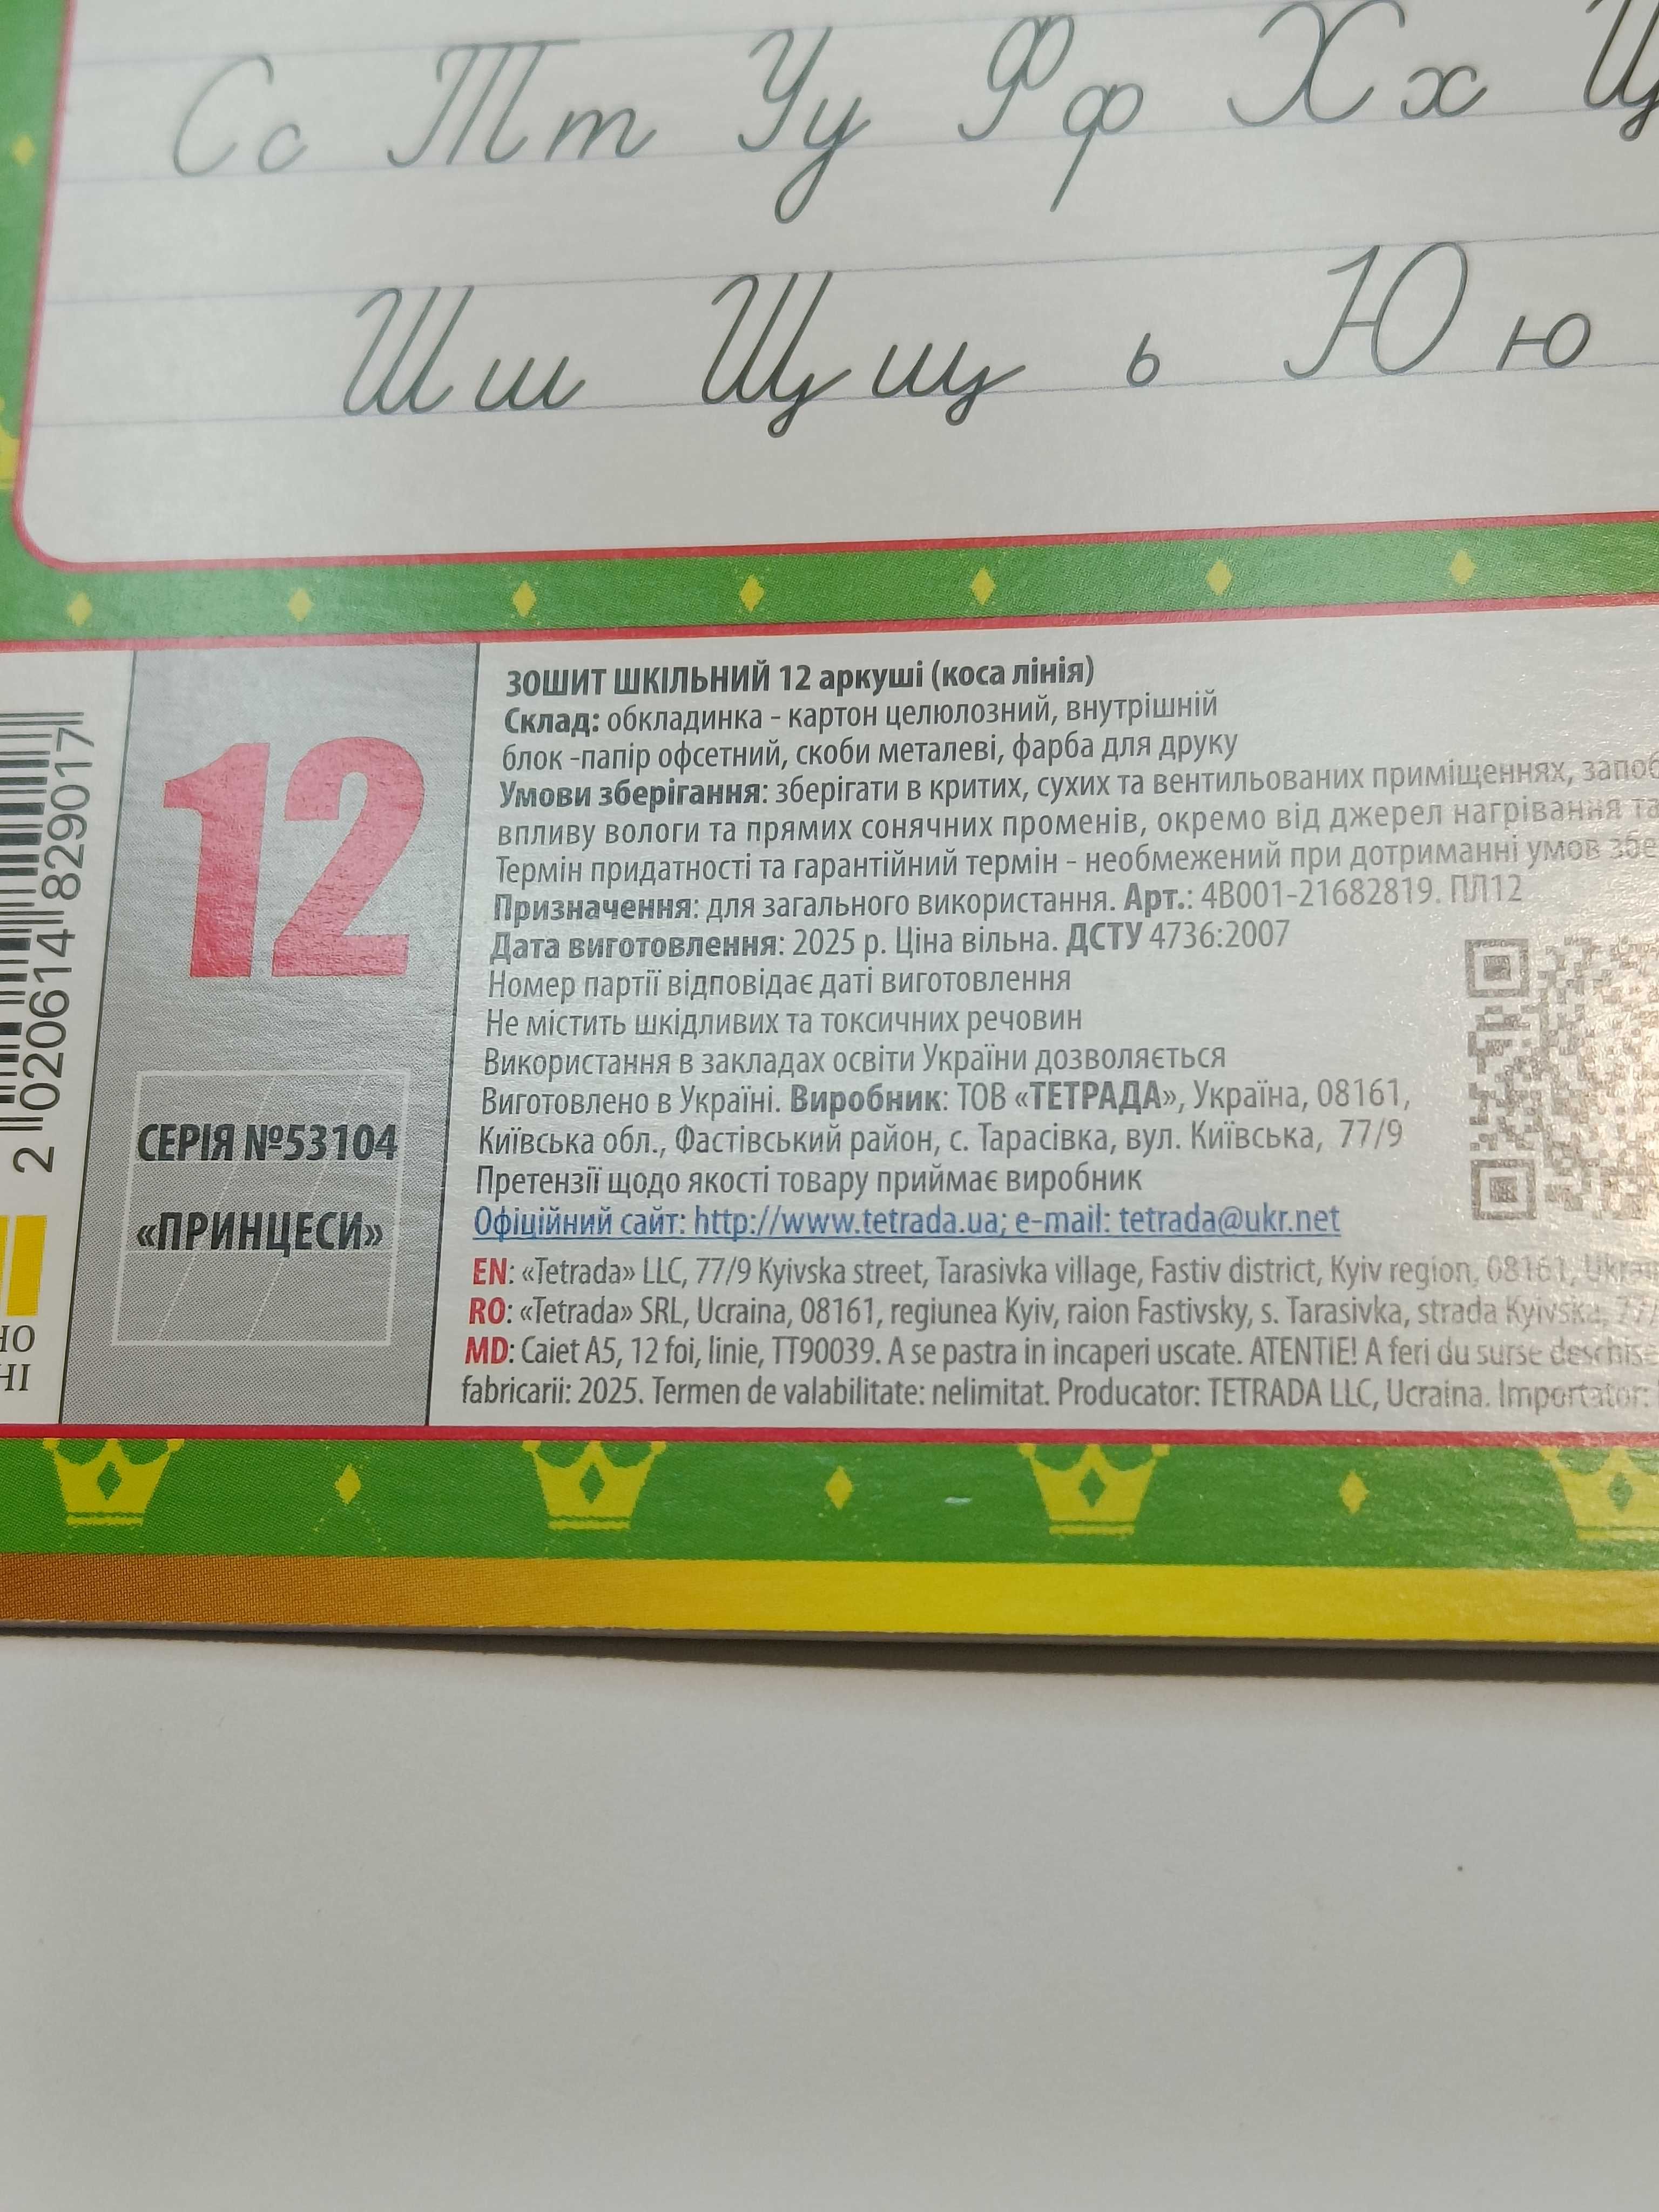 Сс Тт Уу Фф Хх
Шш Щщ ь Юю
12
СЕРІЯ №53104
«ПРИНЦЕСИ»
2 020614 829017
ЗОШИТ ШКІЛЬНИЙ 12 аркуші (коса лінія)
Склад: обкладинка - картон целюлозний, внутрішній
блок -папір офсетний, скоби металеві, фарба для друку
Умови зберігання: зберігати в критих, сухих та вентильованих приміщеннях, запоб
впливу вологи та прямих сонячних променів, окремо від джерел нагрівання та
Термін придатності та гарантійний термін - необмежений при дотриманні умов збе
Призначення: для загального використання. Арт.: 4В001-21682819. ПЛ12
Дата виготовлення: 2025 р. Ціна вільна. ДСТУ 4736:2007
Номер партії відповідає даті виготовлення
Не містить шкідливих та токсичних речовин
Використання в закладах освіти України дозволяється
Виготовлено в Україні. Виробник: ТОВ «ТЕТРАДА», Україна, 08161,
Київська обл., Фастівський район, с. Тарасівка, вул. Київська, 77/9
Претензії щодо якості товару приймає виробник
Офіційний сайт: http://www.tetrada.ua; e-mail: tetrada@ukr.net
EN: «Tetrada» LLC, 77/9 Kyivska street, Tarasivka village, Fastiv district, Kyiv region, 08161, Ukrai
RO: «Tetrada» SRL, Ucraina, 08161, regiunea Kyiv, raion Fastivsky, s. Tarasivka, strada Kyivska, 77/
MD: Caiet A5, 12 foi, linie, TT90039. A se pastra in incaperi uscate. ATENTIE! A feri du surse deschise
fabricarii: 2025. Termen de valabilitate: nelimitat. Producator: TETRADA LLC, Ucraina. Importator: